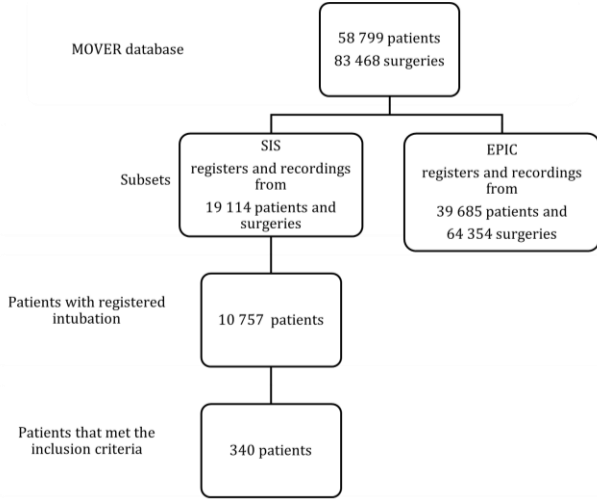 MOVER database
58 799 patients
83 468 surgeries
Subsets
SIS
registers and recordings
from
19 114 patients and
surgeries
EPIC
registers and recordings
from
39 685 patients and
64 354 surgeries
Patients with registered
intubation
10 757 patients
Patients that met the
inclusion criteria
340 patients